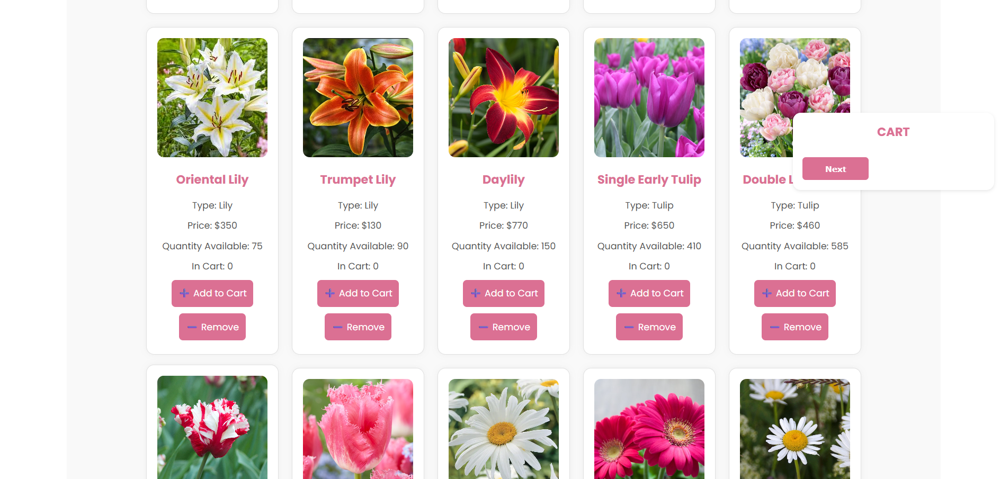 CART
Next
Oriental Lily
Type: Lily
Price: $350
Quantity Available: 75
In Cart: 0
Add to Cart
Remove
Trumpet Lily
Type: Lily
Price: $130
Quantity Available: 90
In Cart: 0
Add to Cart
Remove
Daylily
Type: Lily
Price: $770
Quantity Available: 150
In Cart: 0
Add to Cart
Remove
Single Early Tulip
Type: Tulip
Price: $650
Quantity Available: 410
In Cart: 0
Add to Cart
Remove
Double
Type: Tulip
Price: $460
Quantity Available: 585
In Cart: 0
Add to Cart
Remove